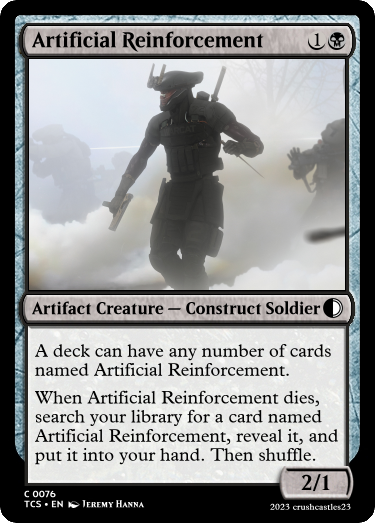 Artificial Reinforcement 1
Artifact Creature — Construct Soldier
A deck can have any number of cards
named Artificial Reinforcement.
When Artificial Reinforcement dies,
search your library for a card named
Artificial Reinforcement, reveal it, and
put it into your hand. Then shuffle.
2/1
C 0076
TCS • EN Jeremy Hanna
2023 crushcastles23